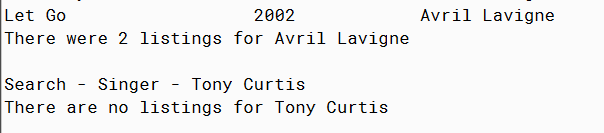 Let Go                   2002             Avril Lavigne
There were 2 listings for Avril Lavigne

Search - Singer - Tony Curtis
There are no listings for Tony Curtis